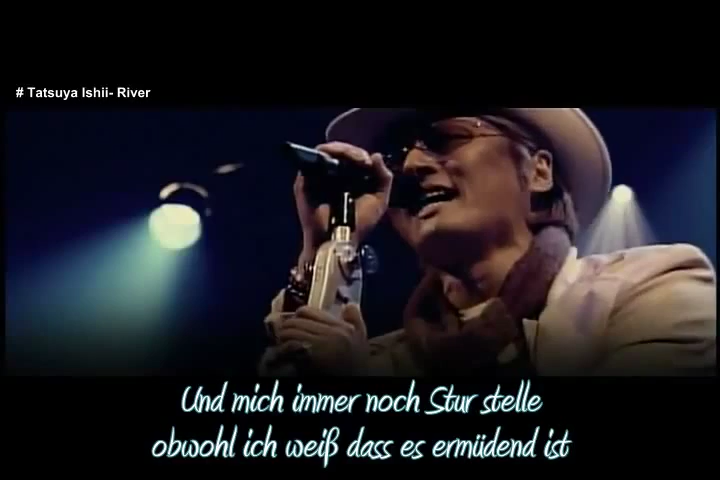 # Tatsuya Ishii- River
Und mich immer noch Stur stelle
obwohl ich weiß dass es ermüdend ist